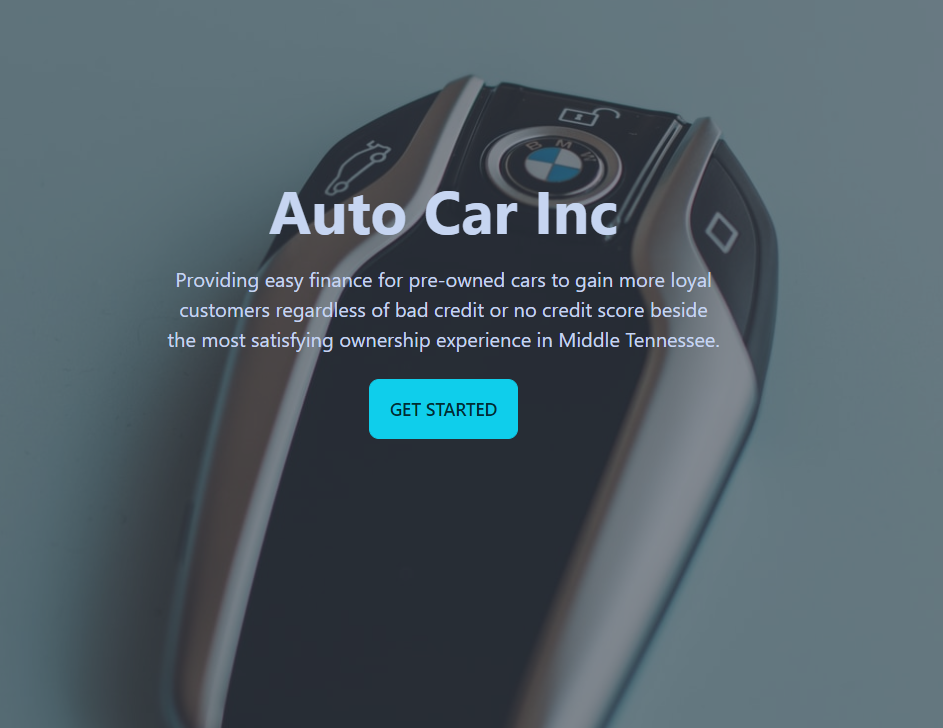 BMW
Auto Car Inc
Providing easy finance for pre-owned cars to gain more loyal
customers regardless of bad credit or no credit score beside
the most satisfying ownership experience in Middle Tennessee.
GET STARTED